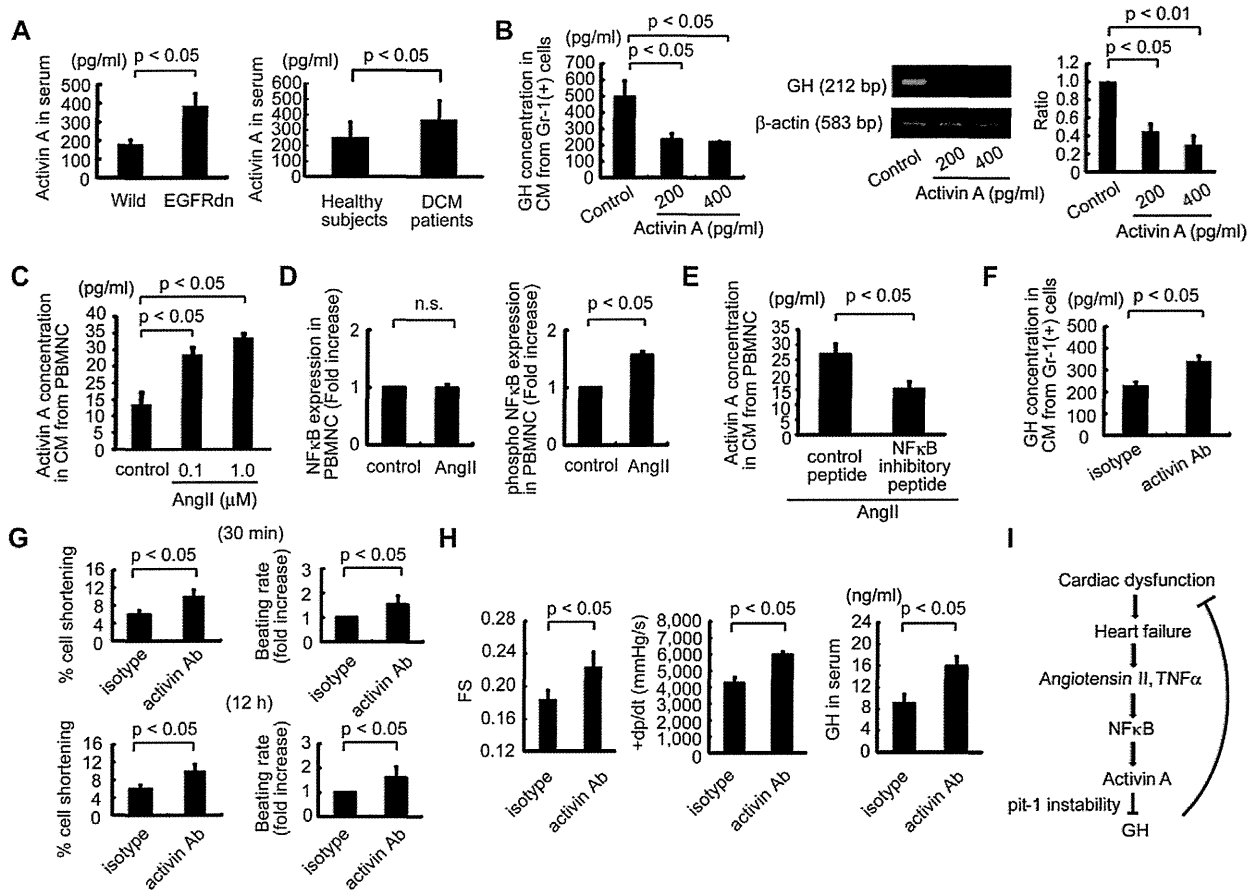 A
(pg/ml)
p < 0.05
Activin A in serum
500
400
300
200
100
0
Wild
EGFRdn
(pg/ml)
p < 0.05
Activin A in serum
600
500
400
300
200
100
0
Healthy
subjects
DCM
patients
B
(pg/ml)
p < 0.05
p < 0.05
GH concentration in
CM from Gr-1(+) cells
700
600
500
400
300
200
100
0
Control
200
400
Activin A (pg/ml)
GH (212 bp)
β-actin (583 bp)
Control
200
400
Activin A (pg/ml)
p < 0.01
p < 0.05
Ratio
1.2
1.0
0.8
0.6
0.4
0.2
0
Control
200
400
Activin A (pg/ml)
C
(pg/ml)
p < 0.05
p < 0.05
Activin A concentration
in CM from PBMNC
40
35
30
25
20
15
10
5
0
control
0.1
1.0
AngII (μM)
D
n.s.
NFκB expression in
PBMNC (Fold increase)
2
1
0
control
AngII
p < 0.05
phospho NFκB expression
in PBMNC (Fold increase)
2
1
0
control
AngII
E
(pg/ml)
p < 0.05
Activin A concentration
in CM from PBMNC
35
30
25
20
15
10
5
0
control
peptide
NFκB
inhibitory
peptide
AngII
F
(pg/ml)
p < 0.05
GH concentration in
CM from Gr-1(+) cells
500
400
300
200
100
0
isotype
activin Ab
G
(30 min)
p < 0.05
% cell shortening
16
12
8
4
0
isotype
activin Ab
p < 0.05
Beating rate
(fold increase)
3
2
1
0
isotype
activin Ab
(12 h)
p < 0.05
% cell shortening
16
12
8
4
0
isotype
activin Ab
p < 0.05
Beating rate
(fold increase)
3
2
1
0
isotype
activin Ab
H
p < 0.05
FS
0.28
0.24
0.20
0.16
0.12
isotype
activin Ab
p < 0.05
+dp/dt (mmHg/s)
8,000
7,000
6,000
5,000
4,000
3,000
2,000
1,000
0
isotype
activin Ab
(ng/ml)
p < 0.05
GH in serum
24
20
16
12
8
4
0
isotype
activin Ab
I
Cardiac dysfunction
Heart failure
Angiotensin II, TNFα
NFκB
Activin A
pit-1 instability
GH